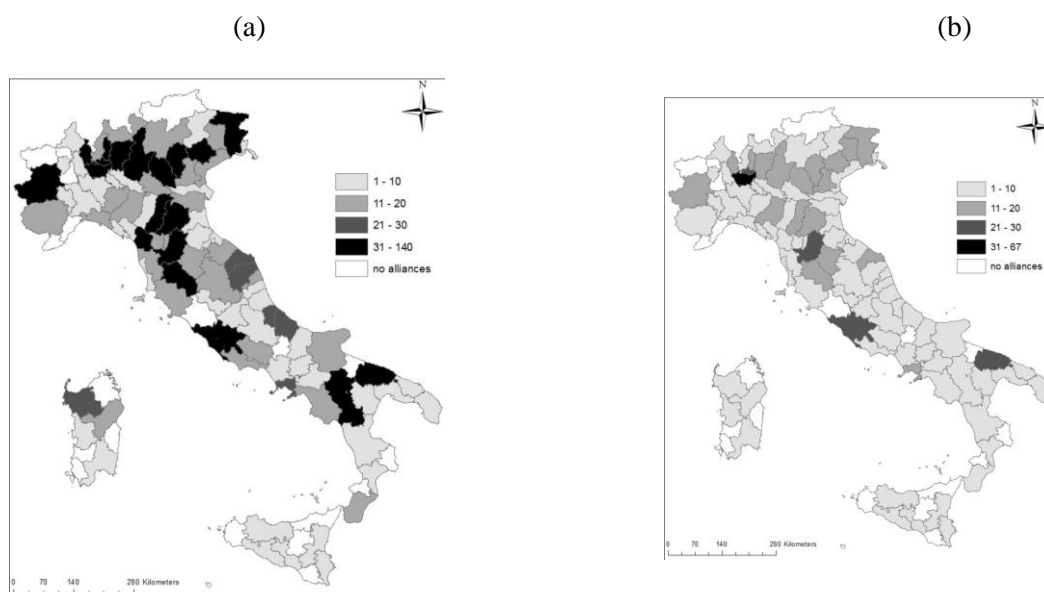 (a)
(b)
N
1 - 10
11 - 20
21 - 30
31 - 140
no alliances
0 70 140 280 Kilometers
N
1 - 10
11 - 20
21 - 30
31 - 67
no alliances
0 70 140 280 Kilometers